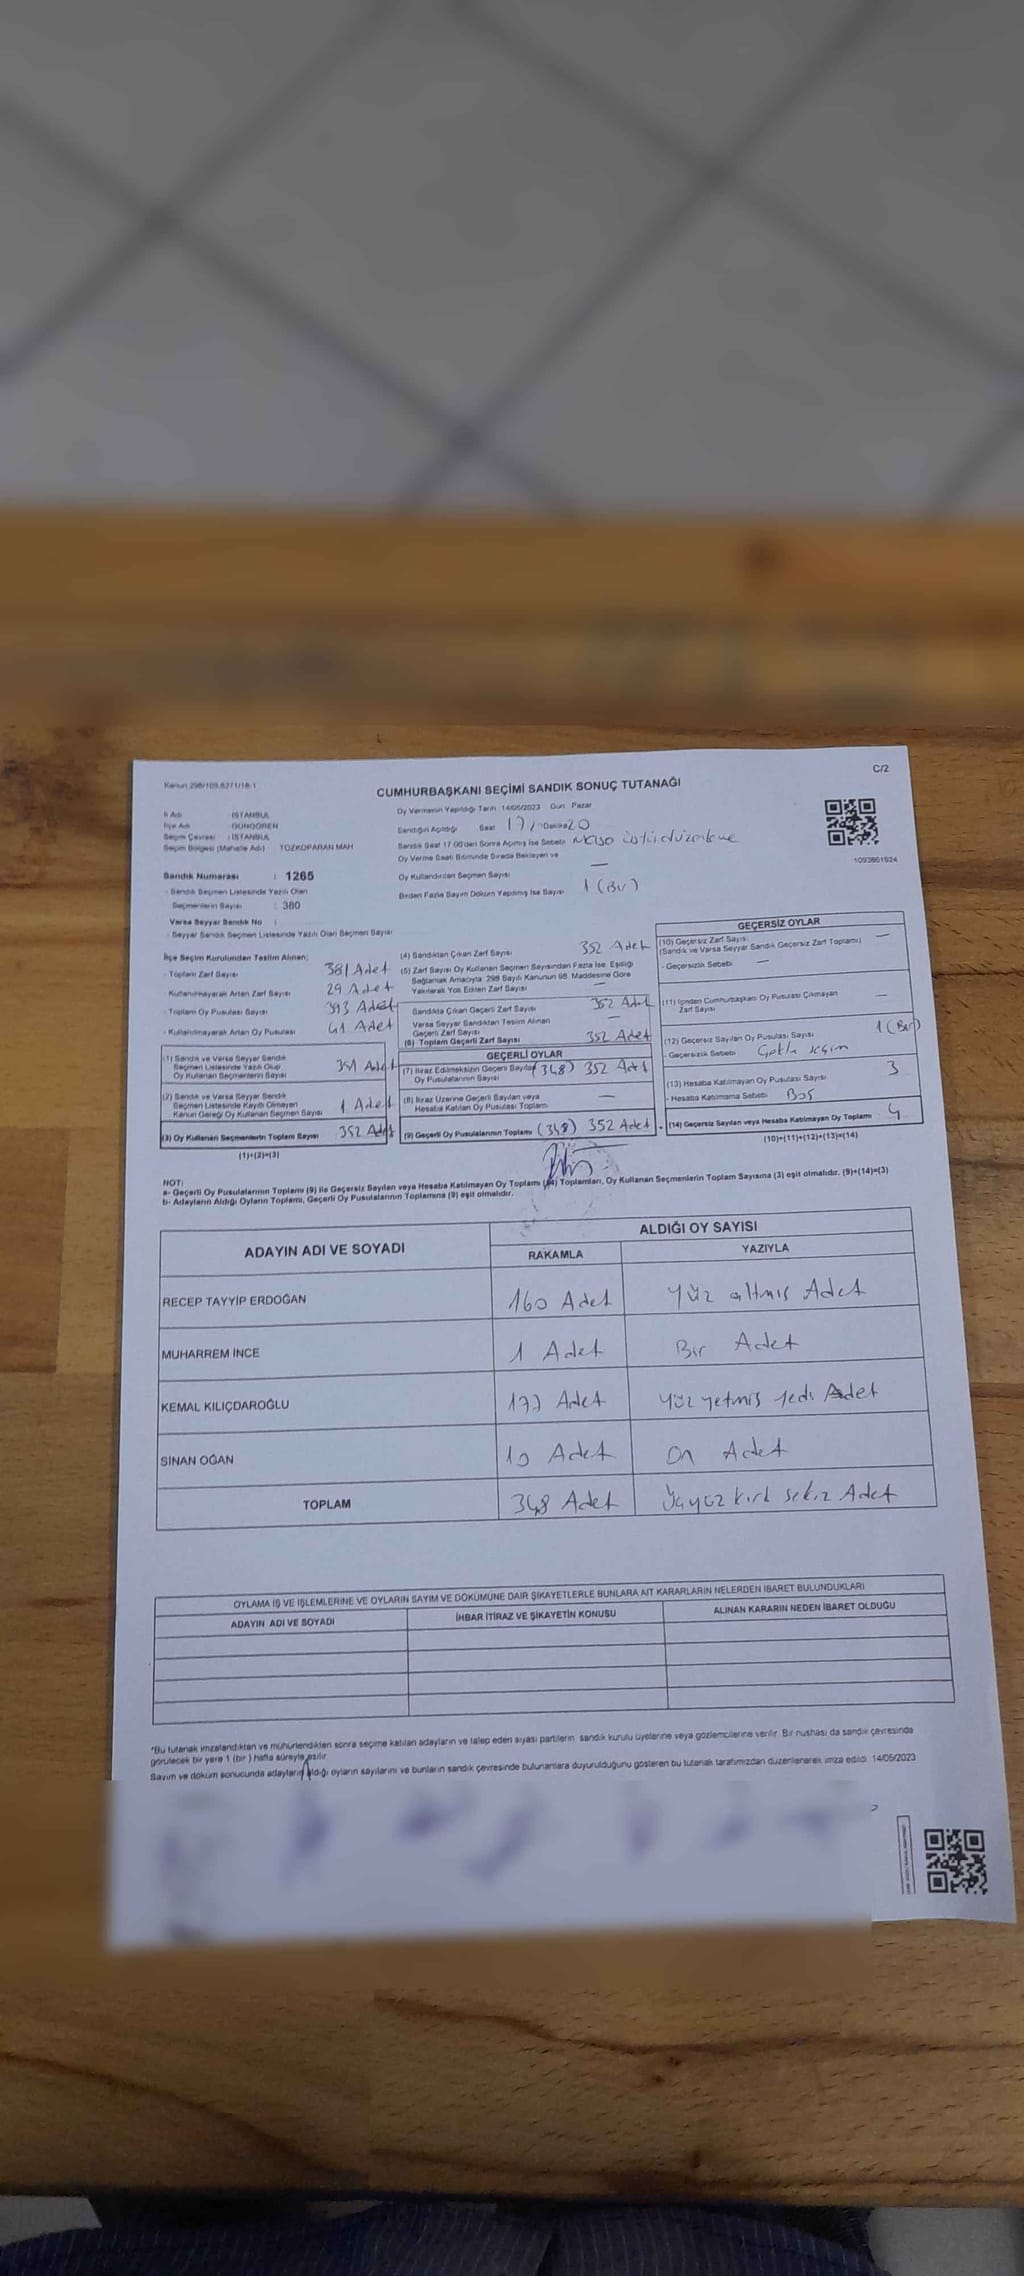 Kanun 298/105,6271/16:1
C/2
CUMHURBAŞKANI SEÇİMİ SANDIK SONUÇ TUTANAĞI
İli Adı : İSTANBUL
İlçe Adı : GÜNGÖREN
Seçim Çevresi : İSTANBUL
Seçim Bölgesi (Mahalle Adı) : TOZKOPARAN MAH
Sandık Numarası : 1265
- Sandık Seçmen Listesinde Yazılı Olan
Seçmenlerin Sayısı : 380
Varsa Seyyar Sandık No :
- Seyyar Sandık Seçmen Listesinde Yazılı Olan Seçmen Sayısı
Oy Vermenin Yapıldığı Tarih : 14/05/2023 Gün : Pazar
Sandığın Açıldığı Saat 17 Dakika 20
Sandık Saat 17.00'den Sonra Açılmış İse Sebebi Masa üstü düzenleme
Oy Verme Saati Bitiminde Sırada Bekleyen ve
Oy Kullandırılan Seçmen Sayısı —
Birden Fazla Sayım Döküm Yapılmış İse Sayısı 1 (Bir)
1093861924
İlçe Seçim Kurulundan Teslim Alınan;
- Toplam Zarf Sayısı 381 Adet
- Kullanılmayarak Artan Zarf Sayısı 29 Adet
- Toplam Oy Pusulası Sayısı 393 Adet
- Kullanılmayarak Artan Oy Pusulası 41 Adet
(1) Sandık ve Varsa Seyyar Sandık
Seçmen Listesinde Yazılı Olup
Oy Kullanan Seçmenlerin Sayısı 351 Adet
(2) Sandık ve Varsa Seyyar Sandık
Seçmen Listesinde Kayıtlı Olmayan
Kanun Gereği Oy Kullanan Seçmen Sayısı 1 Adet
(3) Oy Kullanan Seçmenlerin Toplam Sayısı 352 Adet
(1)+(2)=(3)
(4) Sandıktan Çıkan Zarf Sayısı 352 Adet
(5) Zarf Sayısı Oy Kullanan Seçmen Sayısından Fazla İse, Eşitliği
Sağlamak Amacıyla, 298 Sayılı Kanunun 98. Maddesine Göre
Yakılarak Yok Edilen Zarf Sayısı —
Sandıkta Çıkan Geçerli Zarf Sayısı 352 Adet
Varsa Seyyar Sandıktan Teslim Alınan
Geçerli Zarf Sayısı —
(6) Toplam Geçerli Zarf Sayısı 352 Adet
GEÇERLİ OYLAR
(7) İtiraz Edilmeksizin Geçerli Sayılan
Oy Pusulalarının Sayısı (348) 352 Adet
(8) İtiraz Üzerine Geçerli Sayılan veya
Hesaba Katılan Oy Pusulası Toplamı —
(9) Geçerli Oy Pusulalarının Toplamı (348) 352 Adet
GEÇERSİZ OYLAR
(10) Geçersiz Zarf Sayısı —
(Sandık ve Varsa Seyyar Sandık Geçersiz Zarf Toplamı)
- Geçersizlik Sebebi —
(11) İçinden Cumhurbaşkanı Oy Pusulası Çıkmayan
Zarf Sayısı —
(12) Geçersiz Sayılan Oy Pusulası Sayısı 1 (Bir)
- Geçersizlik Sebebi Çoklu seçim
(13) Hesaba Katılmayan Oy Pusulası Sayısı 3
- Hesaba Katılmama Sebebi Boş
(14) Geçersiz Sayılan veya Hesaba Katılmayan Oy Toplamı 4
(10)+(11)+(12)+(13)=(14)
NOT:
a- Geçerli Oy Pusulalarının Toplamı (9) ile Geçersiz Sayılan veya Hesaba Katılmayan Oy Toplamı (14) Toplamları, Oy Kullanan Seçmenlerin Toplam Sayısına (3) eşit olmalıdır. (9)+(14)=(3)
b- Adayların Aldığı Oyların Toplamı, Geçerli Oy Pusulalarının Toplamına (9) eşit olmalıdır.
ADAYIN ADI VE SOYADI
ALDIĞI OY SAYISI
RAKAMLA YAZIYLA
RECEP TAYYİP ERDOĞAN 160 Adet Yüz altmış Adet
MUHARREM İNCE 1 Adet Bir Adet
KEMAL KILIÇDAROĞLU 177 Adet Yüz yetmiş yedi Adet
SİNAN OĞAN 10 Adet On Adet
TOPLAM 348 Adet Üçyüz kırk sekiz Adet
OYLAMA İŞ VE İŞLEMLERİNE VE OYLARIN SAYIM VE DÖKÜMÜNE DAİR ŞİKAYETLERLE BUNLARA AİT KARARLARIN NELERDEN İBARET BULUNDUKLARI
ADAYIN ADI VE SOYADI İHBAR İTİRAZ VE ŞİKAYETİN KONUSU ALINAN KARARIN NEDEN İBARET OLDUĞU
*Bu tutanak imzalandıktan ve mühürlendikten sonra seçime katılan adayların ve talep eden siyasi partilerin sandık kurulu üyelerine veya gözlemcilerine verilir. Bir nüshası da sandık çevresinde
görülecek bir yere 1 (bir) hafta süreyle asılır.
Sayım ve döküm sonucunda adayların aldığı oyların sayılarını ve bunların sandık çevresinde bulunanlara duyurulduğunu gösteren bu tutanak tarafımızdan düzenlenerek imza edildi. 14/05/2023